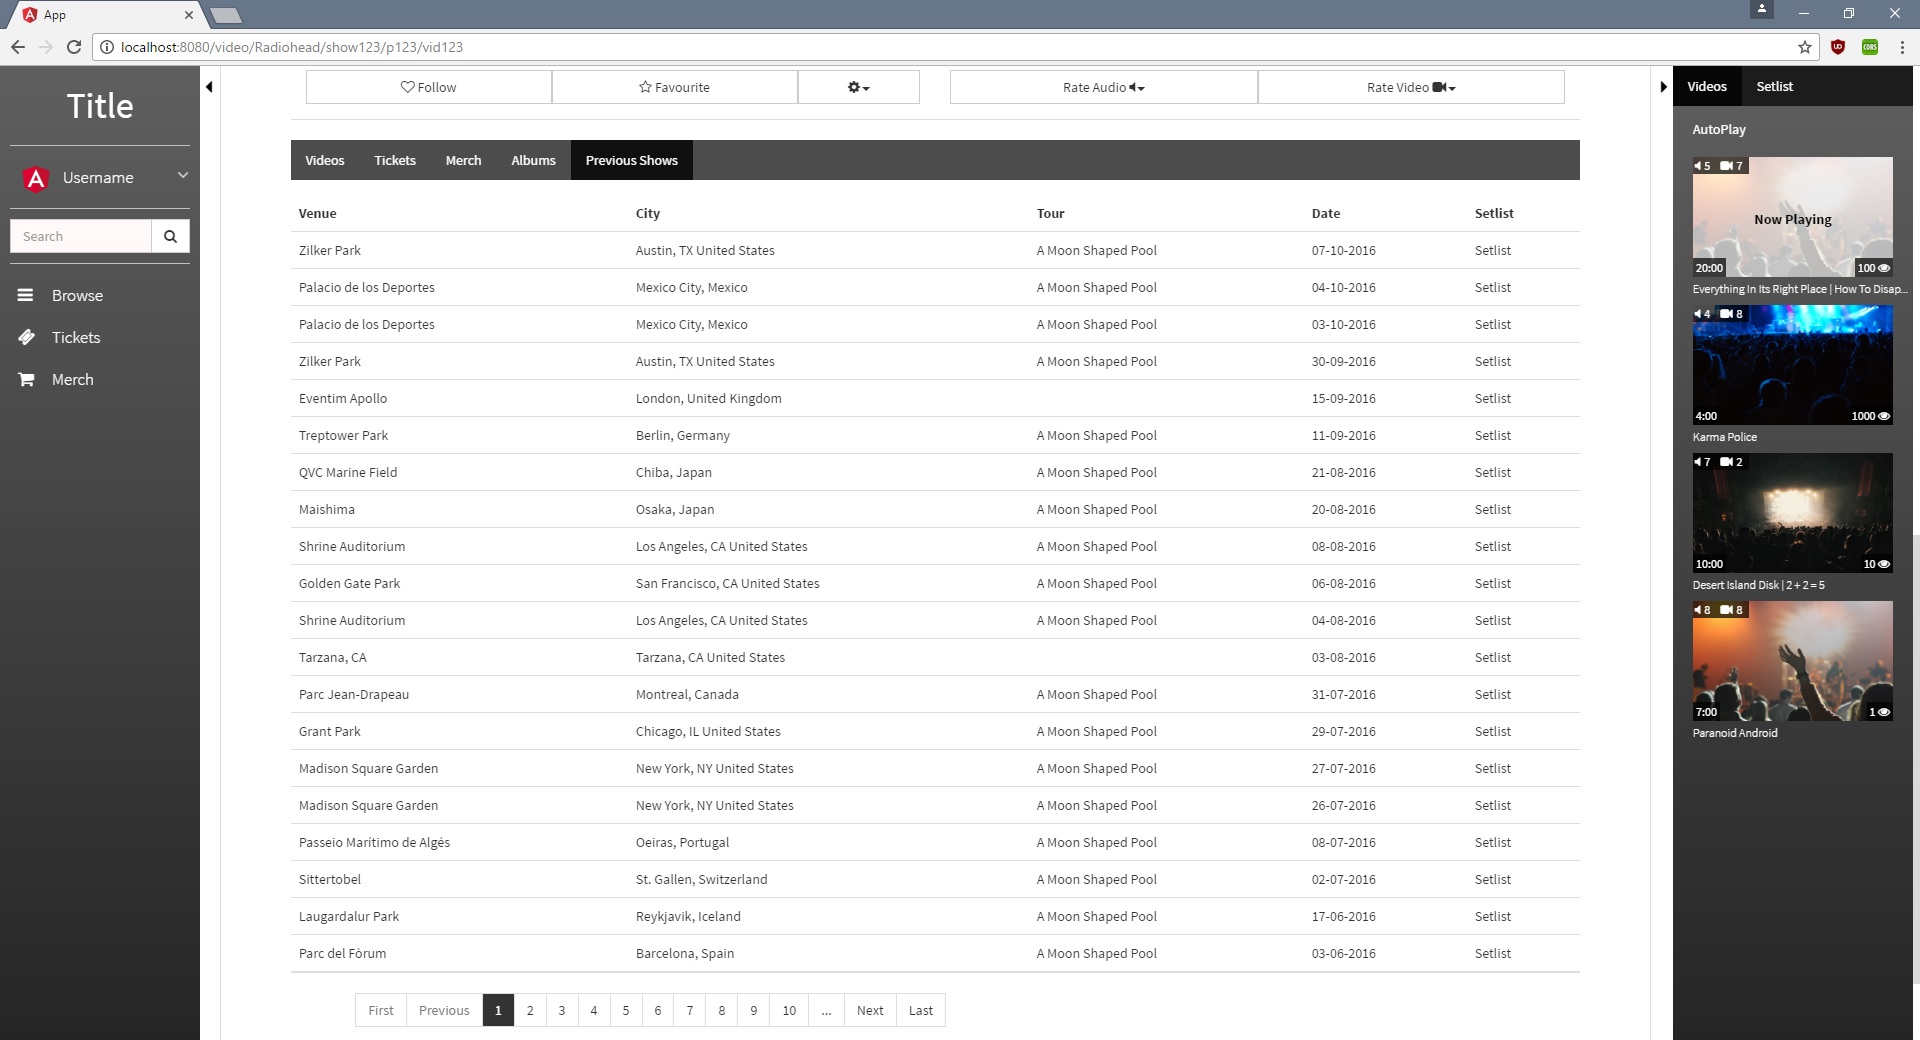 App
localhost:8080/video/Radiohead/show123/p123/vid123
Title
Username
Search
Browse
Tickets
Merch
Follow Favourite Rate Audio Rate Video
Videos Tickets Merch Albums Previous Shows
Venue City Tour Date Setlist
Zilker Park Austin, TX United States A Moon Shaped Pool 07-10-2016 Setlist
Palacio de los Deportes Mexico City, Mexico A Moon Shaped Pool 04-10-2016 Setlist
Palacio de los Deportes Mexico City, Mexico A Moon Shaped Pool 03-10-2016 Setlist
Zilker Park Austin, TX United States A Moon Shaped Pool 30-09-2016 Setlist
Eventim Apollo London, United Kingdom 15-09-2016 Setlist
Treptower Park Berlin, Germany A Moon Shaped Pool 11-09-2016 Setlist
QVC Marine Field Chiba, Japan A Moon Shaped Pool 21-08-2016 Setlist
Maishima Osaka, Japan A Moon Shaped Pool 20-08-2016 Setlist
Shrine Auditorium Los Angeles, CA United States A Moon Shaped Pool 08-08-2016 Setlist
Golden Gate Park San Francisco, CA United States A Moon Shaped Pool 06-08-2016 Setlist
Shrine Auditorium Los Angeles, CA United States A Moon Shaped Pool 04-08-2016 Setlist
Tarzana, CA Tarzana, CA United States 03-08-2016 Setlist
Parc Jean-Drapeau Montreal, Canada A Moon Shaped Pool 31-07-2016 Setlist
Grant Park Chicago, IL United States A Moon Shaped Pool 29-07-2016 Setlist
Madison Square Garden New York, NY United States A Moon Shaped Pool 27-07-2016 Setlist
Madison Square Garden New York, NY United States A Moon Shaped Pool 26-07-2016 Setlist
Passeio Marítimo de Algés Oeiras, Portugal A Moon Shaped Pool 08-07-2016 Setlist
Sittertobel St. Gallen, Switzerland A Moon Shaped Pool 02-07-2016 Setlist
Laugardalur Park Reykjavik, Iceland A Moon Shaped Pool 17-06-2016 Setlist
Parc del Fòrum Barcelona, Spain A Moon Shaped Pool 03-06-2016 Setlist
First Previous 1 2 3 4 5 6 7 8 9 10 ... Next Last
Videos Setlist
AutoPlay
5 7
Now Playing
20:00 100
Everything In Its Right Place | How To Disap...
4 8
4:00 1000
Karma Police
7 2
10:00 10
Desert Island Disk | 2 + 2 = 5
8 8
7:00 1
Paranoid Android